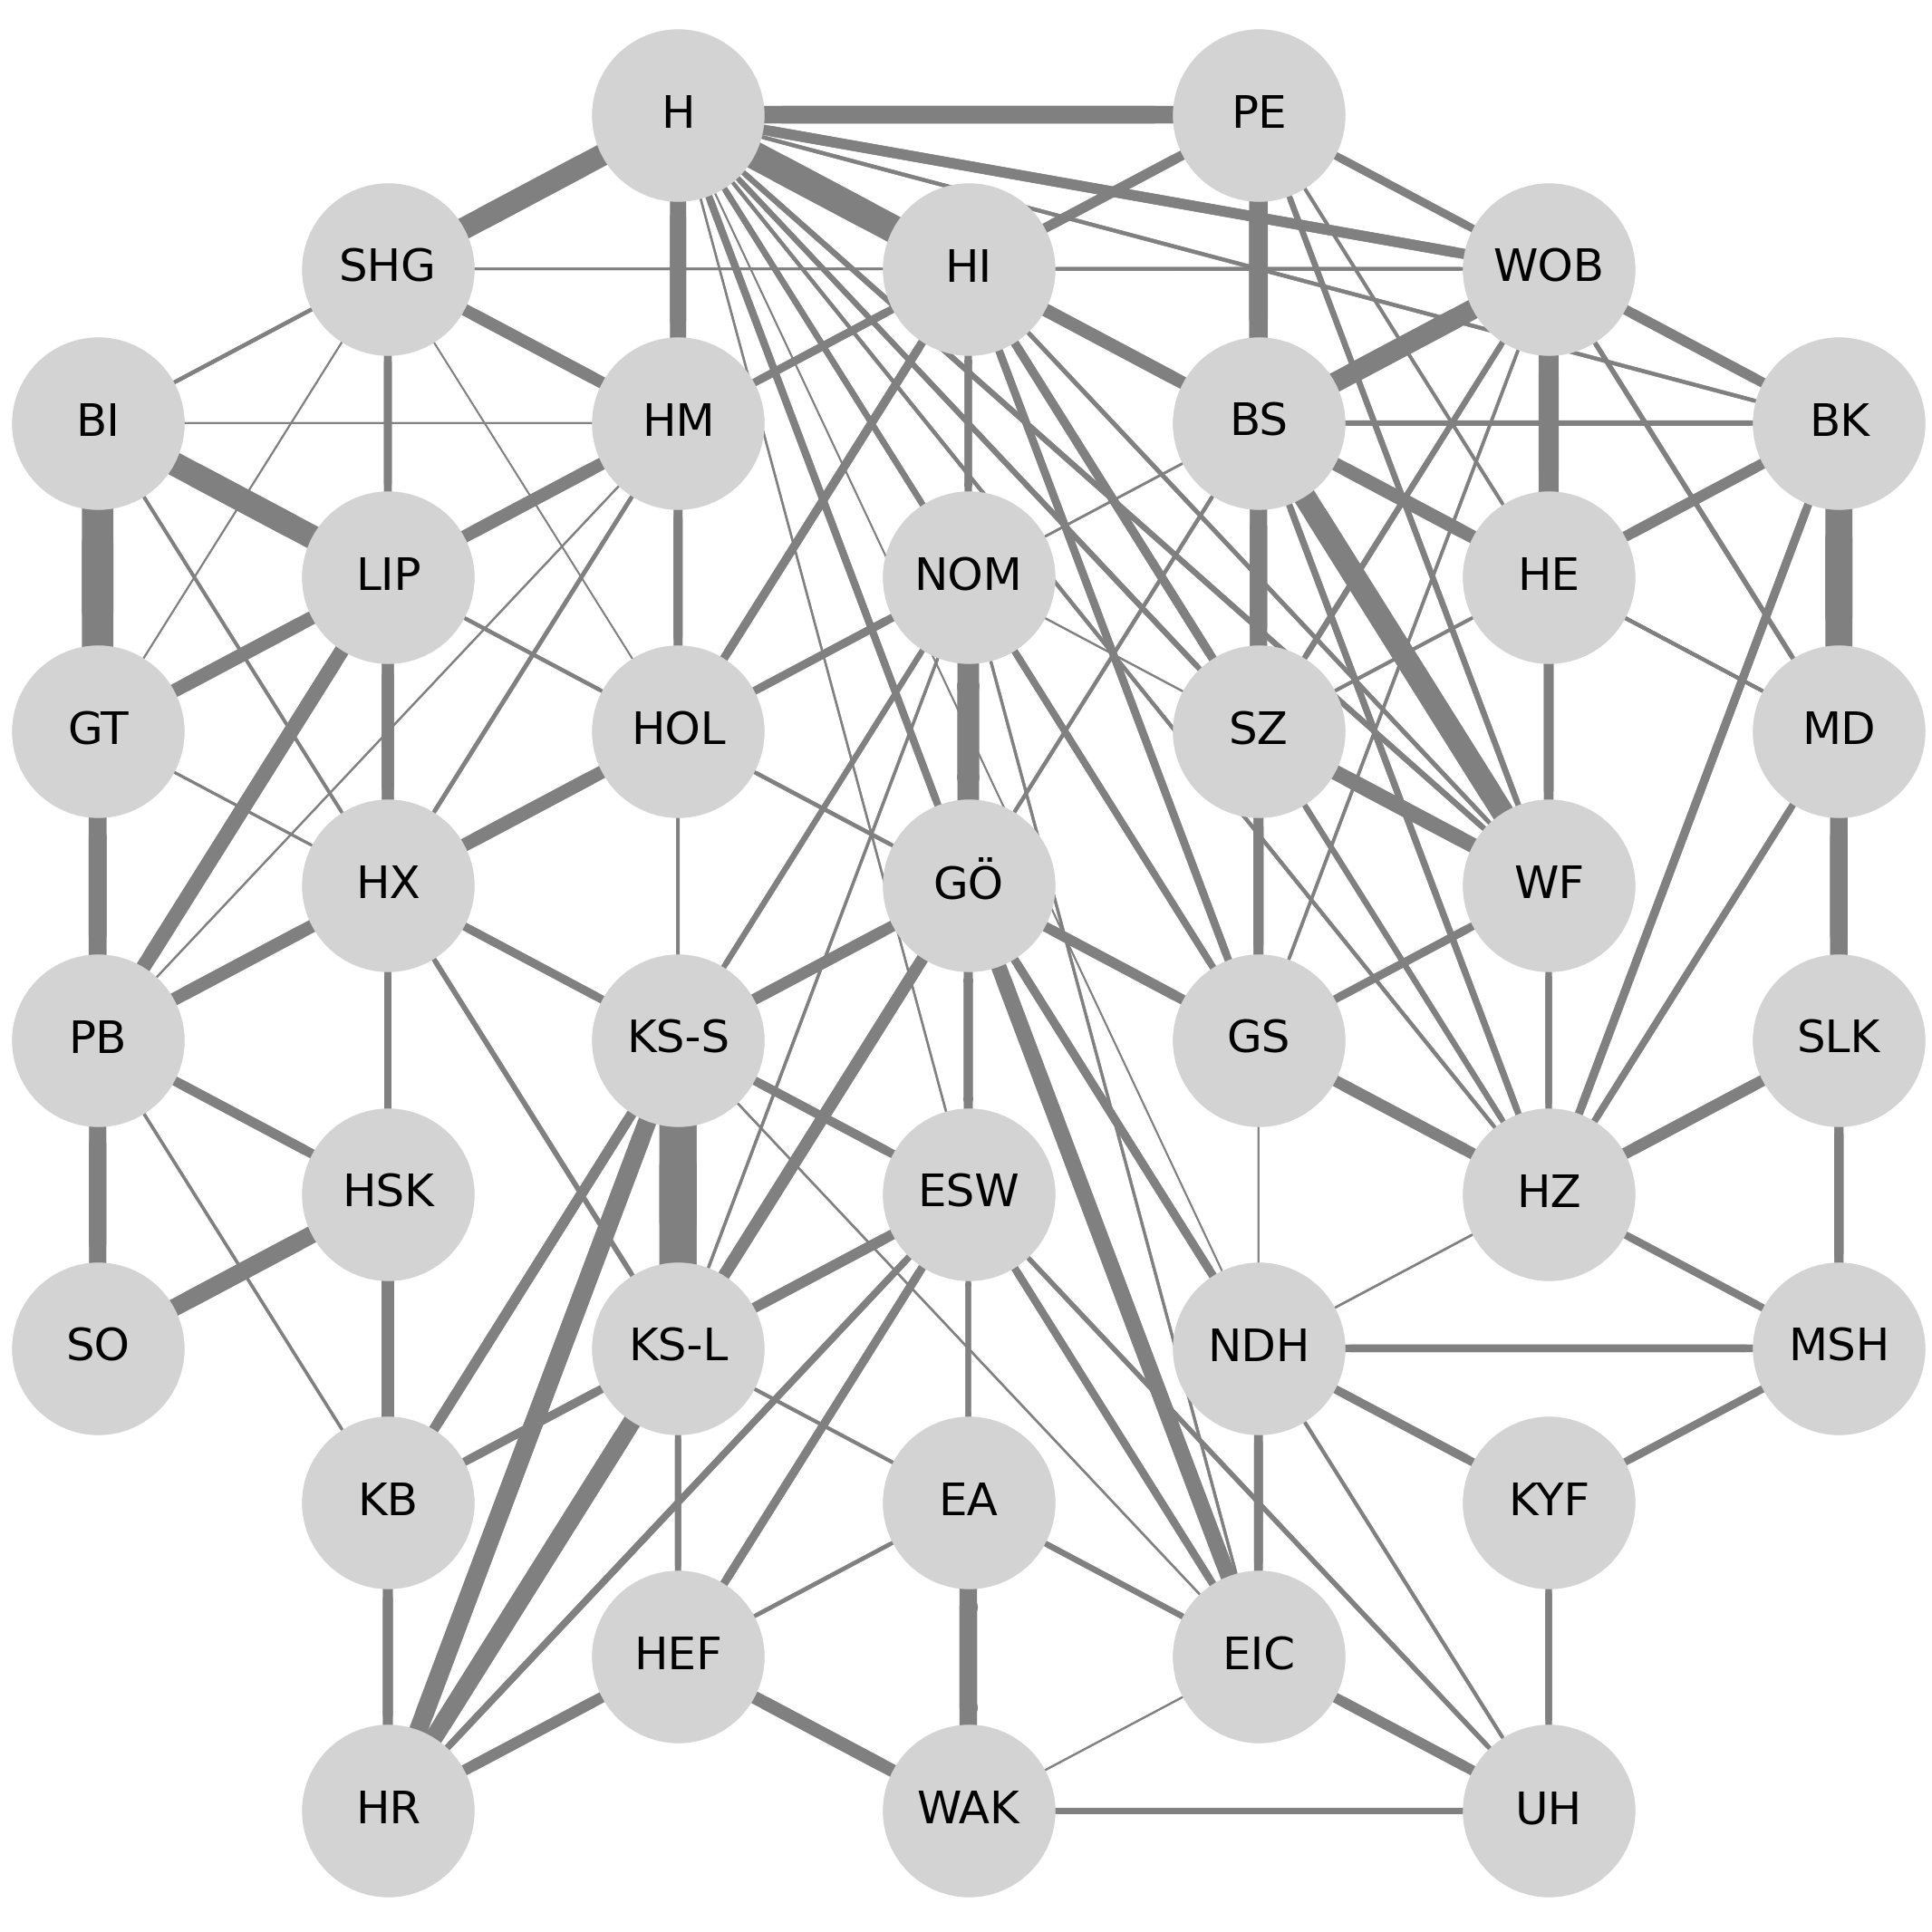 H
PE
SHG
HI
WOB
BI
HM
BS
BK
LIP
NOM
HE
GT
HOL
SZ
MD
HX
GÖ
WF
PB
KS-S
GS
SLK
HSK
ESW
HZ
SO
KS-L
NDH
MSH
KB
EA
KYF
HEF
EIC
HR
WAK
UH